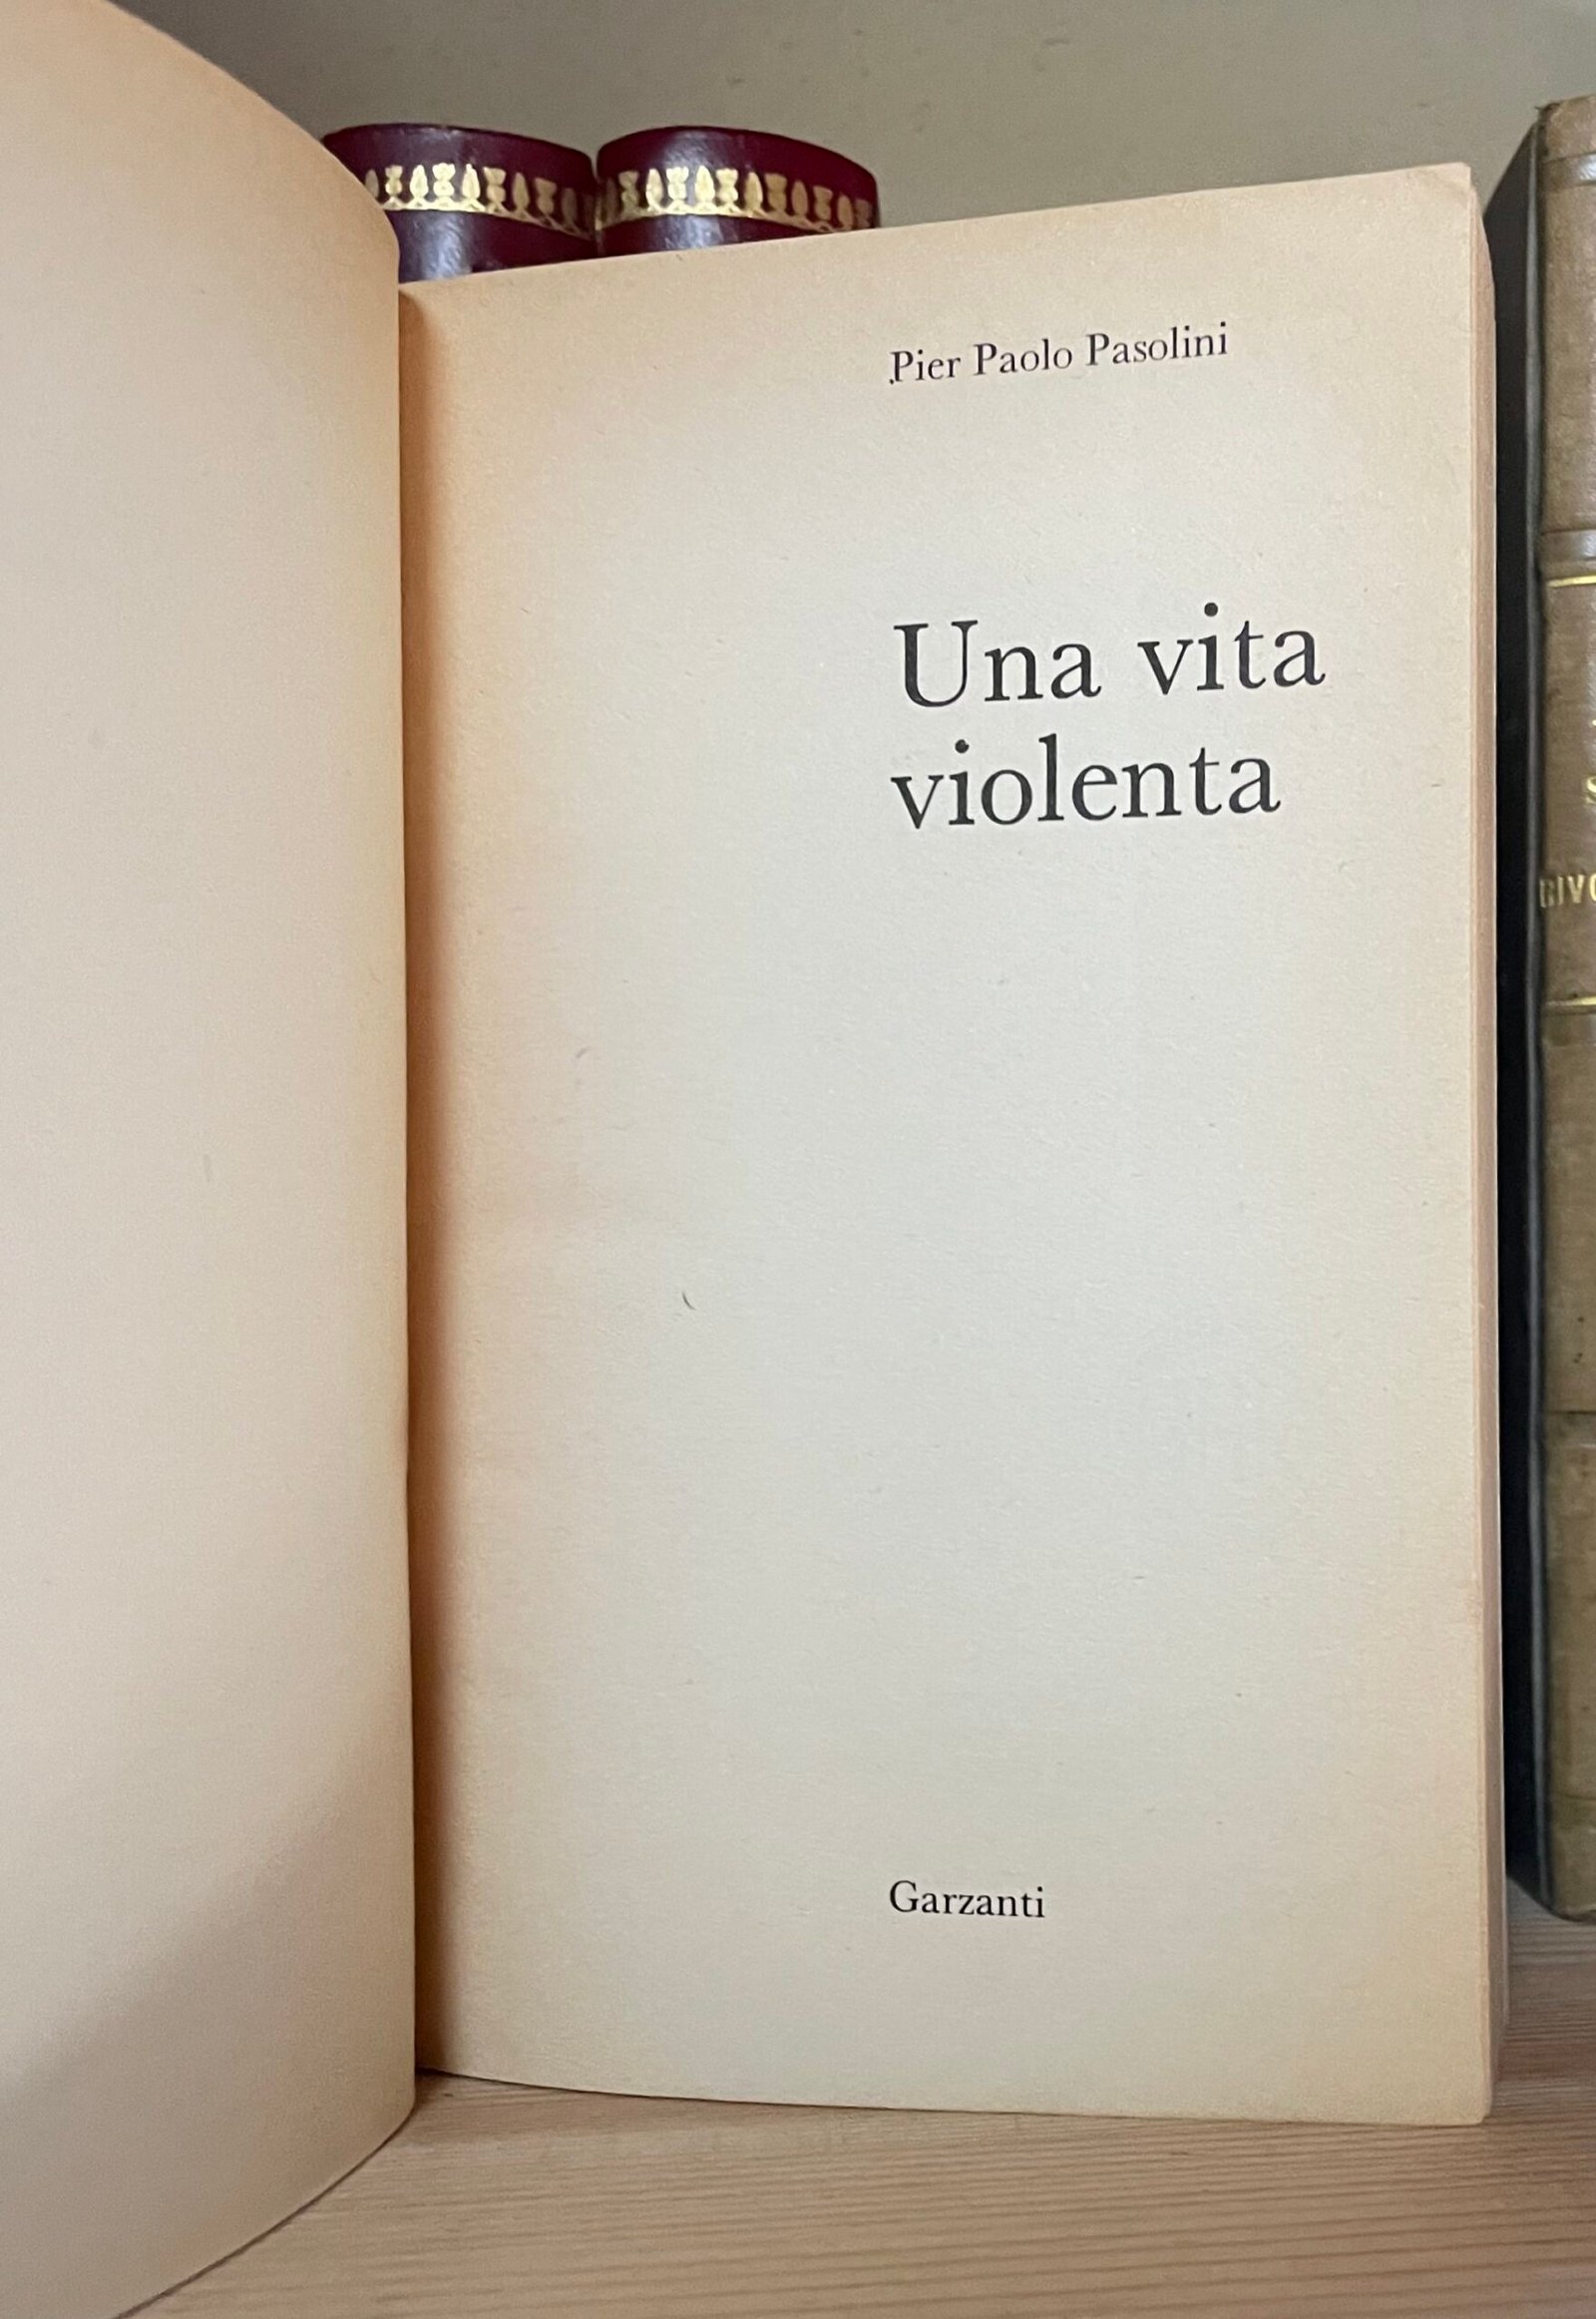 Pier Paolo Pasolini
Una vita
violenta
Garzanti